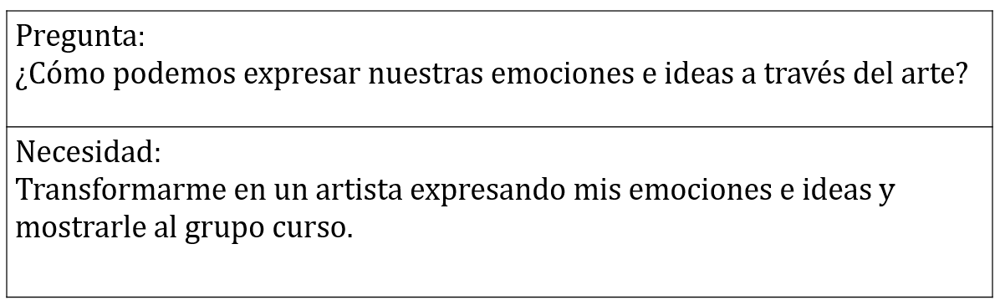 Pregunta:
¿Cómo podemos expresar nuestras emociones e ideas a través del arte?
Necesidad:
Transformarme en un artista expresando mis emociones e ideas y
mostrarle al grupo curso.